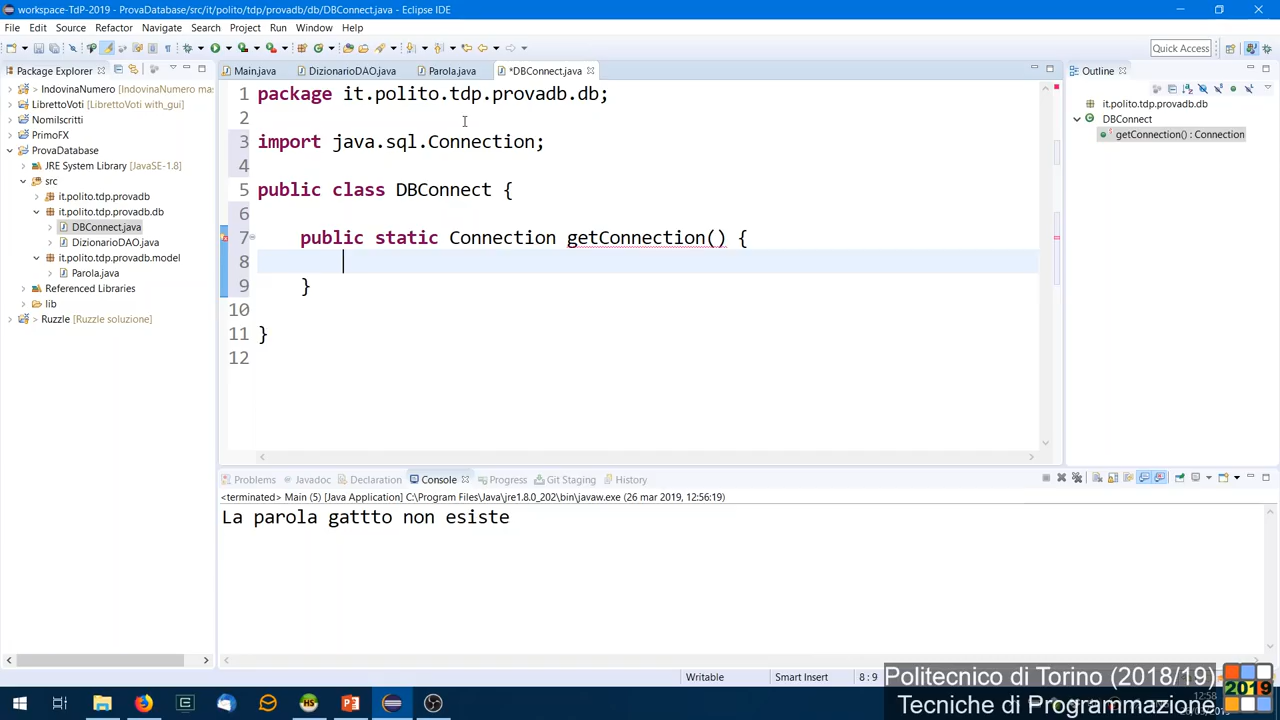 workspace-TdP-2019 - ProvaDatabase/src/it/polito/tdp/provadb/db/DBConnect.java - Eclipse IDE
File Edit Source Refactor Navigate Search Project Run Window Help
Quick Access
Package Explorer
Main.java DizionarioDAO.java Parola.java *DBConnect.java
Outline
> IndovinaNumero [IndovinaNumero ma
LibrettoVoti [LibrettoVoti with_gui]
NomiIscritti
PrimoFX
ProvaDatabase
JRE System Library [JavaSE-1.8]
src
it.polito.tdp.provadb
it.polito.tdp.provadb.db
DBConnect.java
DizionarioDAO.java
it.polito.tdp.provadb.model
Parola.java
Referenced Libraries
lib
> Ruzzle [Ruzzle soluzione]
1 package it.polito.tdp.provadb.db;
2
3 import java.sql.Connection;
4
5 public class DBConnect {
6
7 public static Connection getConnection() {
8
9 }
10
11 }
12
it.polito.tdp.provadb.db
DBConnect
getConnection() : Connection
Problems Javadoc Declaration Console Progress Git Staging History
<terminated> Main (5) [Java Application] C:\Program Files\Java\jre1.8.0_202\bin\javaw.exe (26 mar 2019, 12:56:19)
La parola gattto non esiste
Writable Smart Insert 8 : 9
Politecnico di Torino (2018/19)
Tecniche di Programmazione
2019
12:58